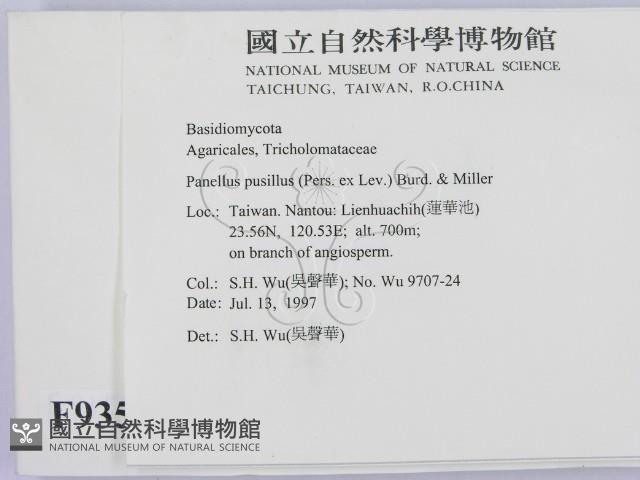 國立自然科學博物館
NATIONAL MUSEUM OF NATURAL SCIENCE
TAICHUNG, TAIWAN, R.O.CHINA
Basidiomycota
Agaricales, Tricholomataceae
Panellus pusillus (Pers. ex Lev.) Burd. & Miller
Loc.: Taiwan. Nantou: Lienhuachih(蓮華池)
23.56N, 120.53E; alt. 700m;
on branch of angiosperm.
Col.: S.H. Wu(吳聲華); No. Wu 9707-24
Date: Jul. 13, 1997
Det.: S.H. Wu(吳聲華)
F935
國立自然科學博物館
NATIONAL MUSEUM OF NATURAL SCIENCE